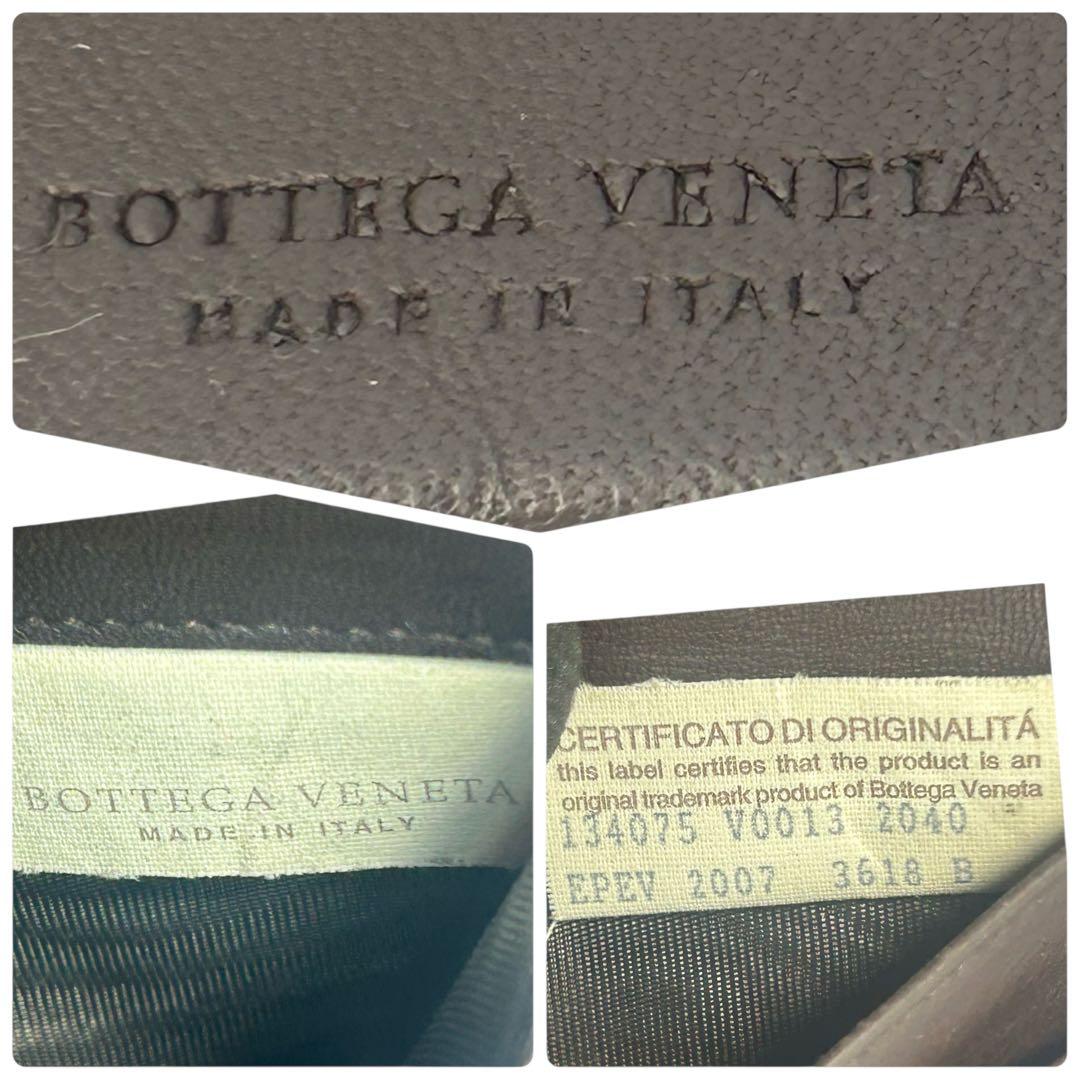 BOTTEGA VENETA
MADE IN ITALY
BOTTEGA VENETA
MADE IN ITALY
CERTIFICATO DI ORIGINALITÁ
this label certifies that the product is an
original trademark product of Bottega Veneta
134075 V0013 2040
EPEV 2007 3618 B